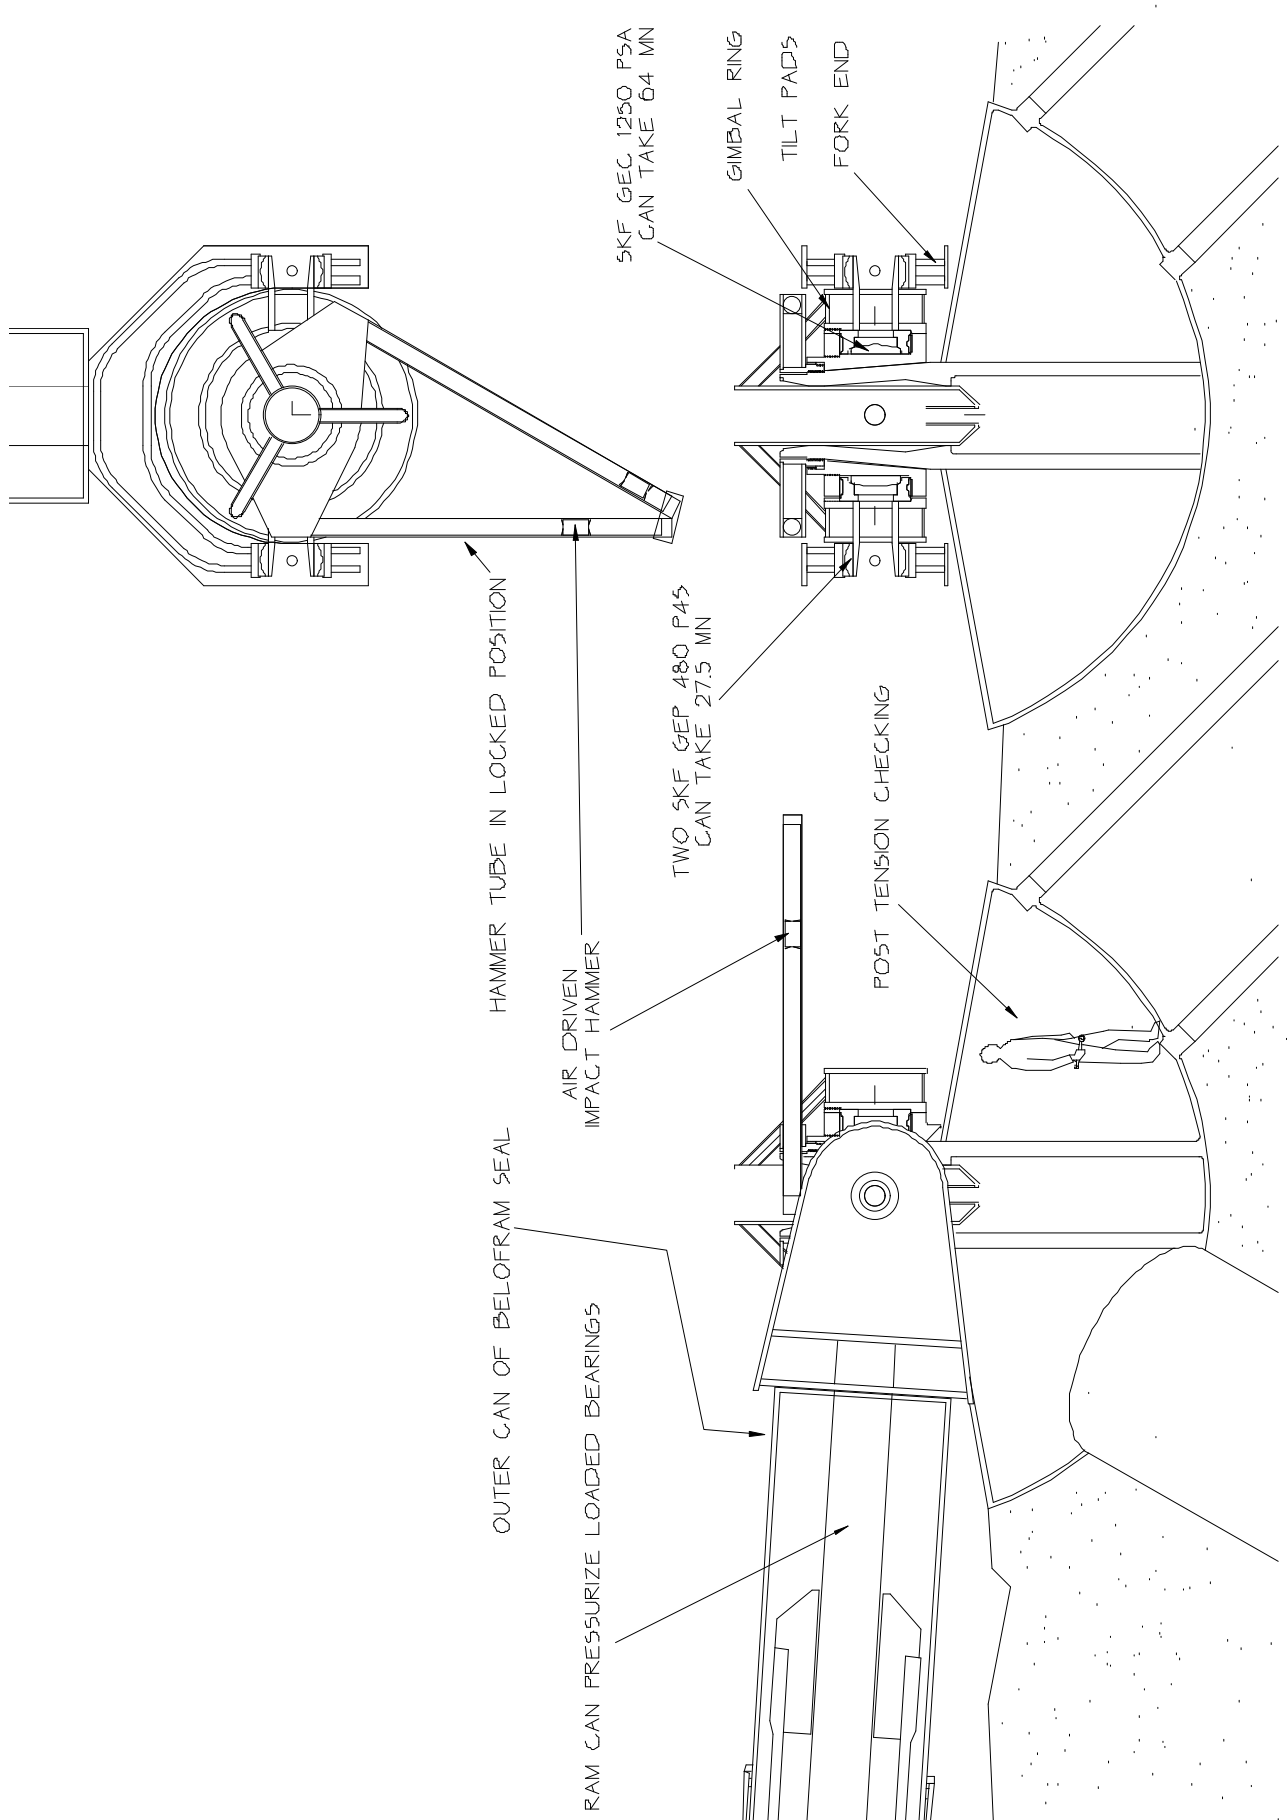 OUTER CAN OF BELOFRAM SEAL
HAMMER TUBE IN LOCKED POSITION
RAM CAN PRESSURIZE LOADED BEARINGS
AIR DRIVEN
IMPACT HAMMER
SKF GEC 1250 PSA
CAN TAKE 64 MN
TWO SKF GEP 480 P45
CAN TAKE 27.5 MN
GIMBAL RING
TILT PADS
FORK END
POST TENSION CHECKING